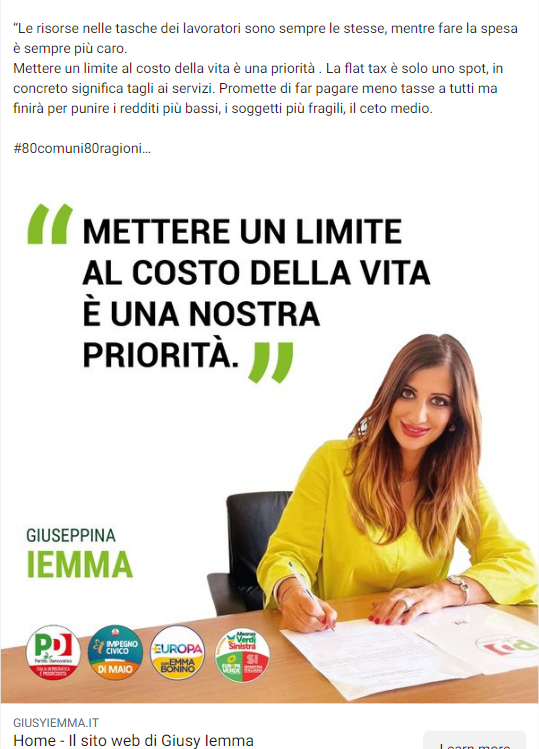 “Le risorse nelle tasche dei lavoratori sono sempre le stesse, mentre fare la spesa
è sempre più caro.
Mettere un limite al costo della vita è una priorità . La flat tax è solo uno spot, in
concreto significa tagli ai servizi. Promette di far pagare meno tasse a tutti ma
finirà per punire i redditi più bassi, i soggetti più fragili, il ceto medio.
#80comuni80ragioni...
“METTERE UN LIMITE
AL COSTO DELLA VITA
È UNA NOSTRA
PRIORITÀ.”
GIUSEPPINA
IEMMA
PD
Partito Democratico
ITALIA DEMOCRATICA
E PROGRESSISTA
IMPEGNO
CIVICO
DI MAIO
+EUROPA
CON EMMA
BONINO
Alleanza
Verdi
Sinistra
EUROPA
VERDE
SI
SINISTRA
ITALIANA
PD
GIUSYIEMMA.IT
Home - Il sito web di Giusy Iemma
Learn more